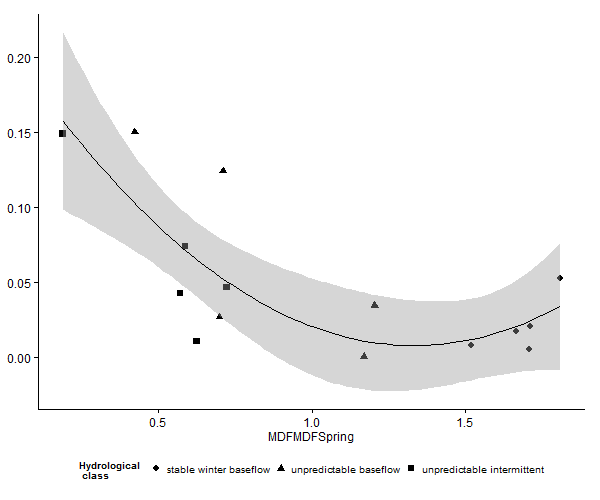 0.20
0.15
0.10
0.05
0.00
0.5 1.0 1.5
MDFMDFSpring
Hydrological
class
stable winter baseflow unpredictable baseflow unpredictable intermittent